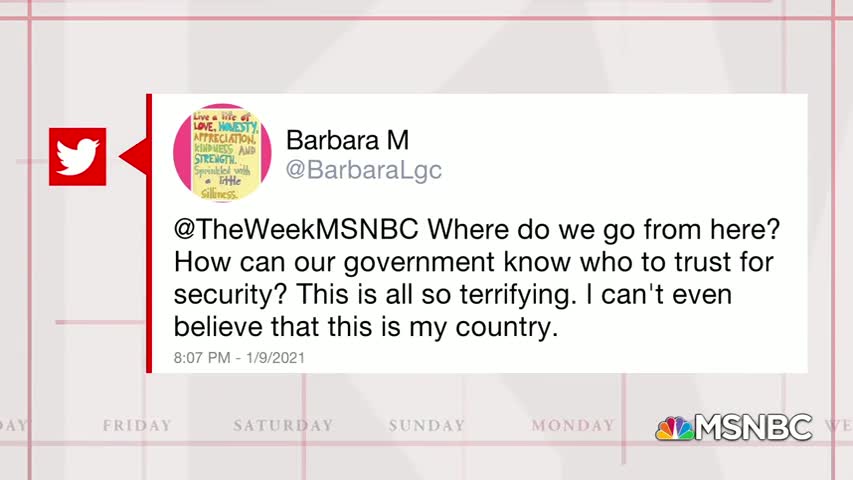 Live a life of
LOVE, HONESTY,
APPRECIATION,
KINDNESS AND
STRENGTH.
Sprinkled with
a little
silliness.
Barbara M
@BarbaraLgc
@TheWeekMSNBC Where do we go from here?
How can our government know who to trust for
security? This is all so terrifying. I can't even
believe that this is my country.
8:07 PM - 1/9/2021
AY FRIDAY SATURDAY SUNDAY MONDAY WE
MSNBC